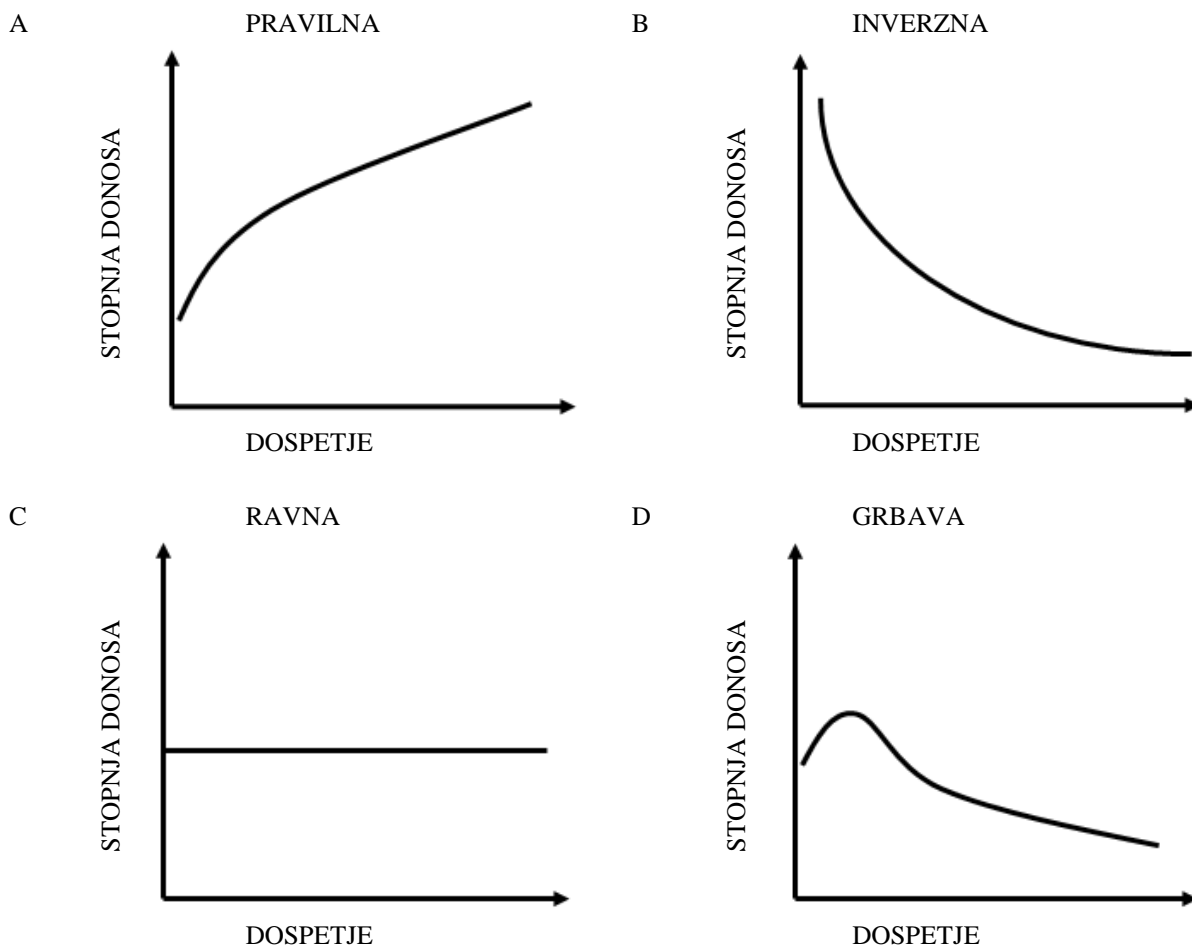 A PRAVILNA
STOPNJA DONOSA
DOSPETJE
B INVERZNA
STOPNJA DONOSA
DOSPETJE
C RAVNA
STOPNJA DONOSA
DOSPETJE
D GRBAVA
STOPNJA DONOSA
DOSPETJE